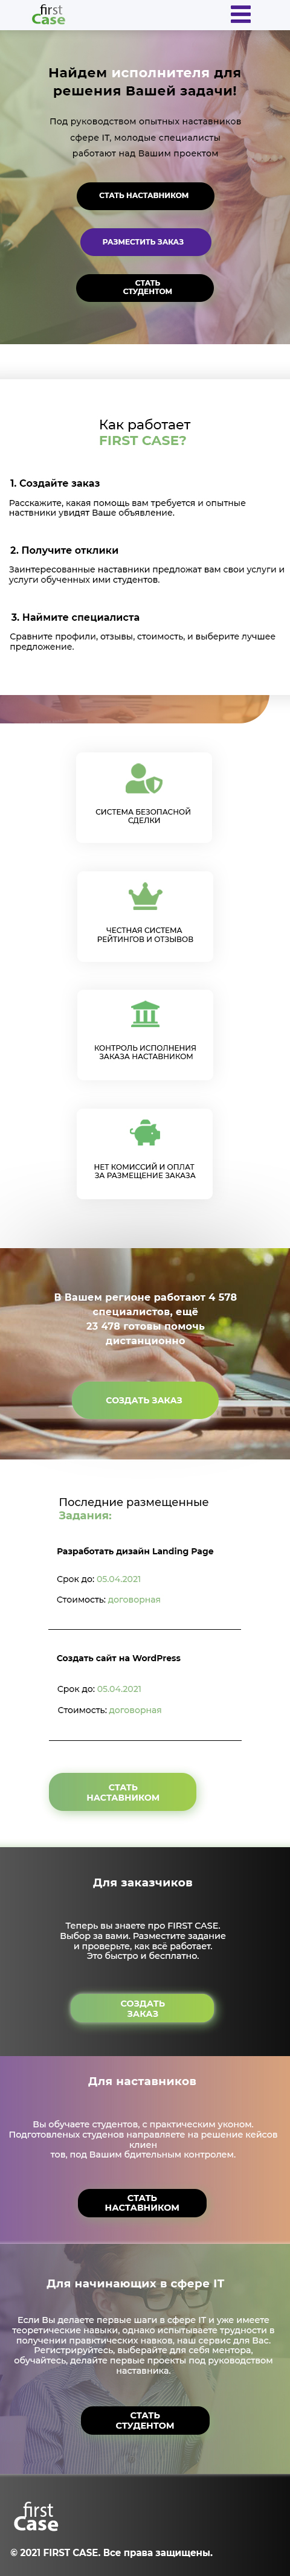 first
Case
Найдем исполнителя для
решения Вашей задачи!
Под руководством опытных наставников
сфере IT, молодые специалисты
работают над Вашим проектом
СТАТЬ НАСТАВНИКОМ
РАЗМЕСТИТЬ ЗАКАЗ
СТАТЬ
СТУДЕНТОМ
Как работает
FIRST CASE?
1. Создайте заказ
Расскажите, какая помощь вам требуется и опытные
наствники увидят Ваше объявление.
2. Получите отклики
Заинтересованные наставники предложат вам свои услуги и
услуги обученных ими студентов.
3. Наймите специалиста
Сравните профили, отзывы, стоимость, и выберите лучшее
предложение.
СИСТЕМА БЕЗОПАСНОЙ
СДЕЛКИ
ЧЕСТНАЯ СИСТЕМА
РЕЙТИНГОВ И ОТЗЫВОВ
КОНТРОЛЬ ИСПОЛНЕНИЯ
ЗАКАЗА НАСТАВНИКОМ
НЕТ КОМИССИЙ И ОПЛАТ
ЗА РАЗМЕЩЕНИЕ ЗАКАЗА
В Вашем регионе работают 4 578
специалистов, ещё
23 478 готовы помочь
дистанционно
СОЗДАТЬ ЗАКАЗ
Последние размещенные
Задания:
Разработать дизайн Landing Page
Срок до: 05.04.2021
Стоимость: договорная
Создать сайт на WordPress
Срок до: 05.04.2021
Стоимость: договорная
СТАТЬ
НАСТАВНИКОМ
Для заказчиков
Теперь вы знаете про FIRST CASE.
Выбор за вами. Разместите задание
и проверьте, как всё работает.
Это быстро и бесплатно.
СОЗДАТЬ
ЗАКАЗ
Для наставников
Вы обучаете студентов, с практическим уконом.
Подготовленых студенов направляете на решение кейсов
клиен
тов, под Вашим бдительным контролем.
СТАТЬ
НАСТАВНИКОМ
Для начинающих в сфере IT
Если Вы делаете первые шаги в сфере IT и уже имеете
теоретические навыки, однако испытываете трудности в
получении правктических навков, наш сервис для Вас.
Регистрируйтесь, выберайте для себя ментора,
обучайтесь, делайте первые проекты под руководством
наставника.
СТАТЬ
СТУДЕНТОМ
first
Case
© 2021 FIRST CASE. Все права защищены.